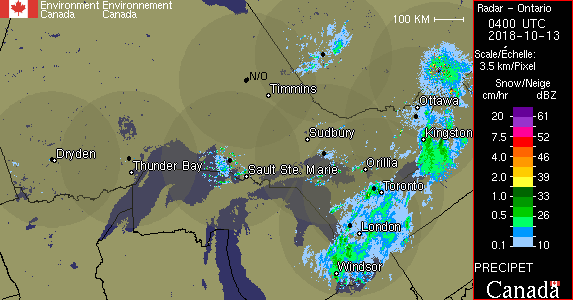 Environment Environnement
Canada Canada
100 KM
N/O
Timmins
Ottawa
Sudbury
Kingston
Dryden
Thunder Bay
Sault Ste. Marie
Orillia
Toronto
London
Windsor
Radar - Ontario
0400 UTC
2018-10-13
Scale/Échelle:
3.5 km/Pixel
Snow/Neige
cm/hr dBZ
20 61
7.5 52
4.0 46
2.0 39
1.0 33
0.5 26
0.1 10
PRECIPET
Canada